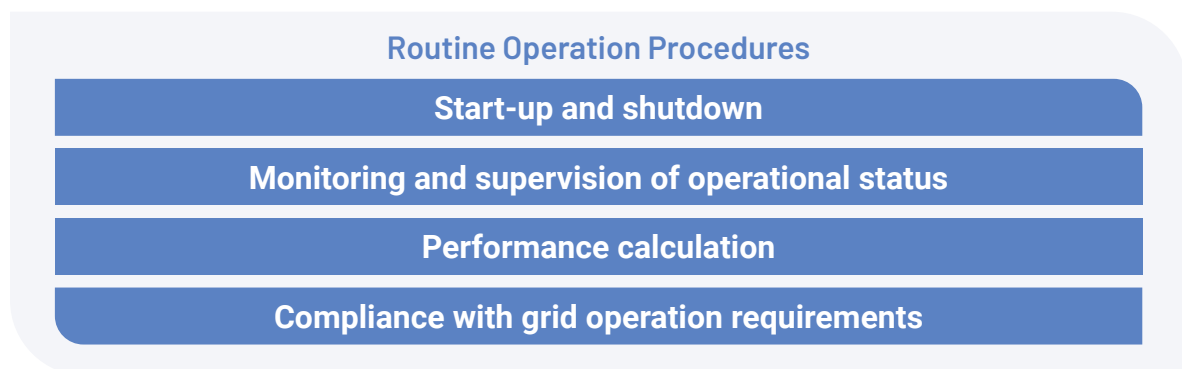 Routine Operation Procedures
Start-up and shutdown
Monitoring and supervision of operational status
Performance calculation
Compliance with grid operation requirements